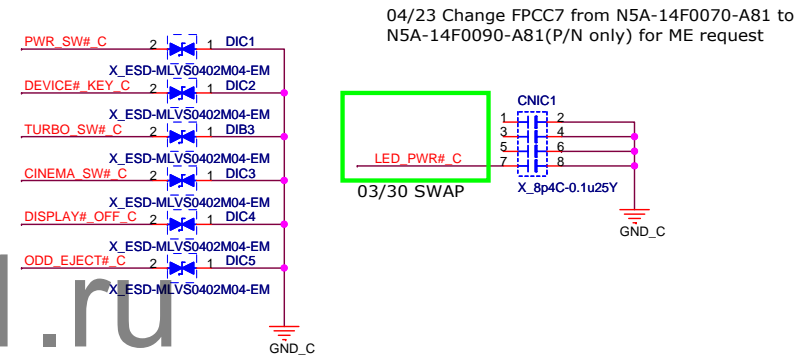 04/23 Change FPCC7 from N5A-14F0070-A81 to
N5A-14F0090-A81(P/N only) for ME request
PWR_SW#_C 2 1 DIC1
X_ESD-MLVS0402M04-EM
DEVICE#_KEY_C 2 1 DIC2
X_ESD-MLVS0402M04-EM
TURBO_SW#_C 2 1 DIB3
X_ESD-MLVS0402M04-EM
CINEMA_SW#_C 2 1 DIC3
X_ESD-MLVS0402M04-EM
DISPLAY#_OFF_C 2 1 DIC4
X_ESD-MLVS0402M04-EM
ODD_EJECT#_C 2 1 DIC5
X_ESD-MLVS0402M04-EM
GND_C
CNIC1
1 2
3 4
5 6
LED_PWR#_C 7 8
X_8p4C-0.1u25Y
03/30 SWAP
GND_C
.ru